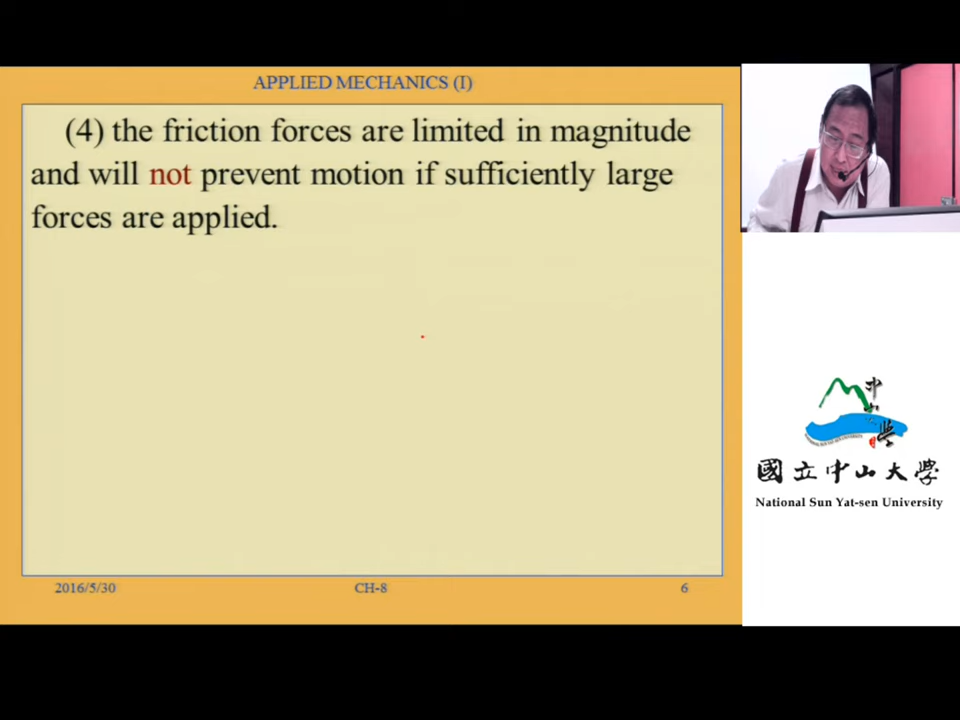 APPLIED MECHANICS (I)
(4) the friction forces are limited in magnitude
and will not prevent motion if sufficiently large
forces are applied.
2016/5/30
CH-8
6
國立中山大學
National Sun Yat-sen University